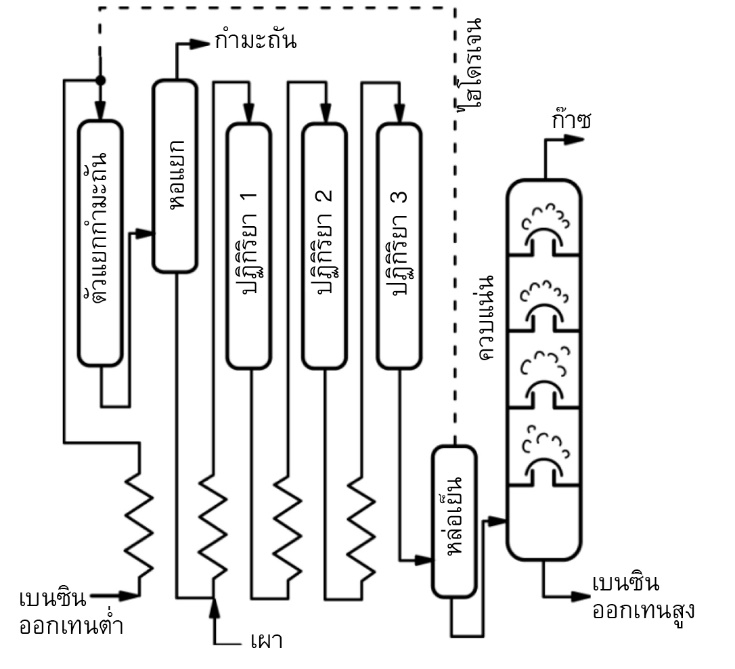 กำมะถัน
ไฮโดรเจน
ก๊าซ
ตัวแยกกำมะถัน
หอแยก
ปฏิกิริยา 1
ปฏิกิริยา 2
ปฏิกิริยา 3
ควบแน่น
หล่อเย็น
เบนซิน
ออกเทนต่ำ
เผา
เบนซิน
ออกเทนสูง